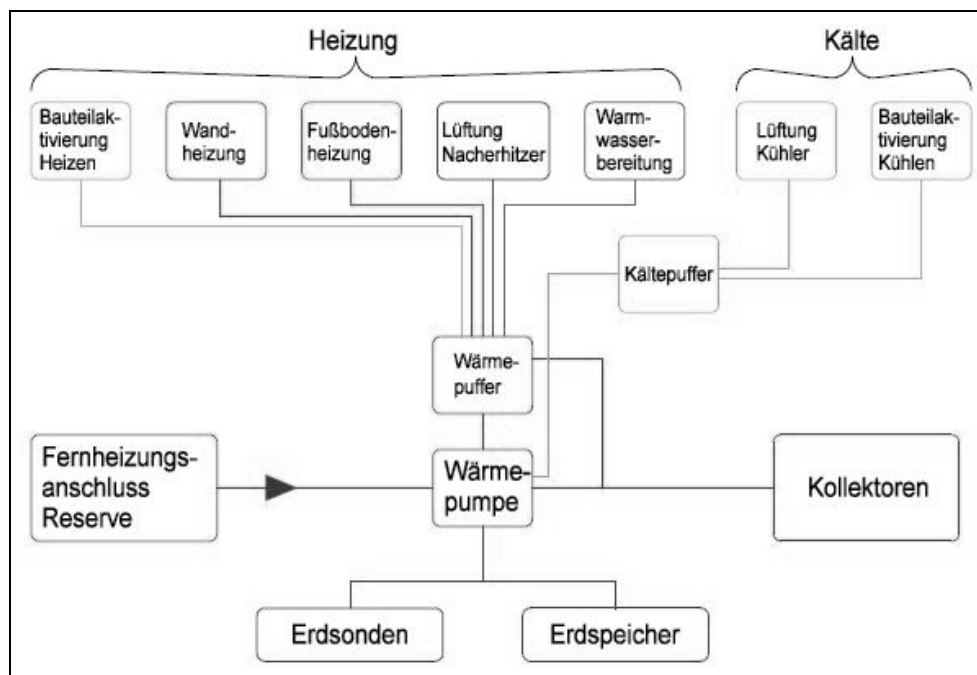 Heizung
Kälte
Bauteilak-
tivierung
Heizen
Wand-
heizung
Fußboden-
heizung
Lüftung
Nacherhitzer
Warm-
wasser-
bereitung
Lüftung
Kühler
Bauteilak-
tivierung
Kühlen
Kältepuffer
Wärme-
puffer
Fernheizungs-
anschluss
Reserve
Wärme-
pumpe
Kollektoren
Erdsonden
Erdspeicher